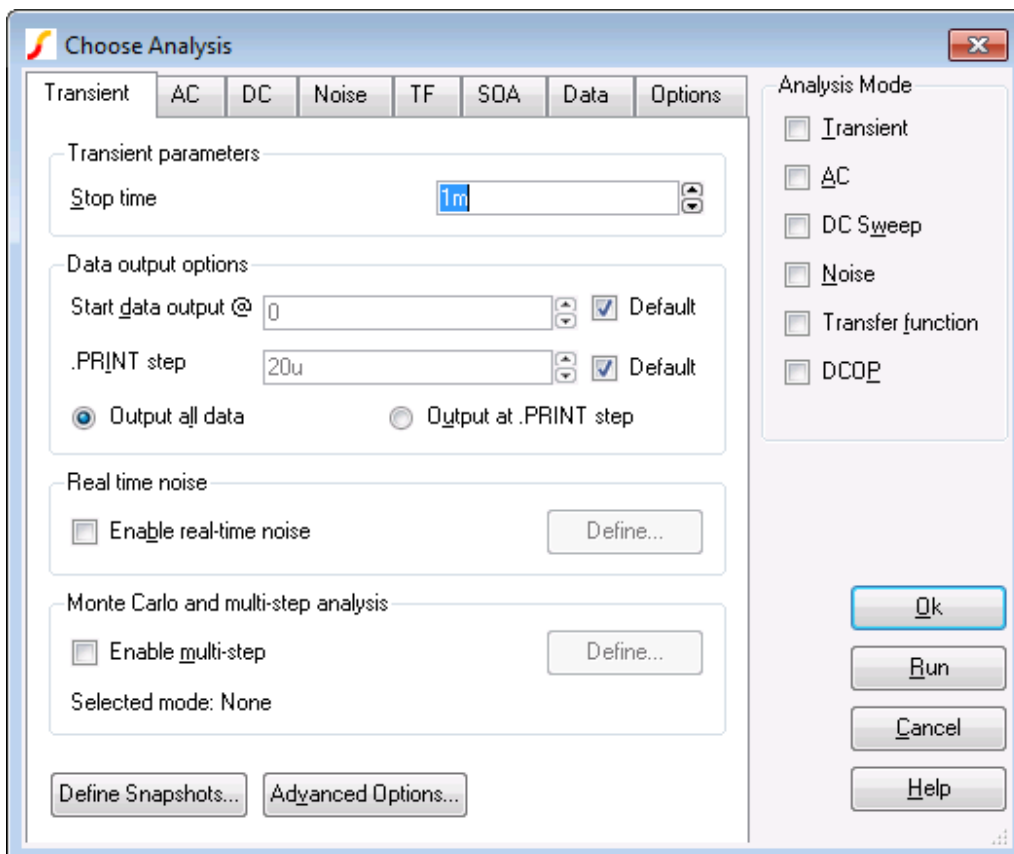 Choose Analysis
Transient AC DC Noise TF SOA Data Options
Transient parameters
Stop time 1m
Data output options
Start data output @ 0 Default
.PRINT step 20u Default
Output all data Output at .PRINT step
Real time noise
Enable real-time noise Define...
Monte Carlo and multi-step analysis
Enable multi-step Define...
Selected mode: None
Define Snapshots... Advanced Options...
Analysis Mode
Transient
AC
DC Sweep
Noise
Transfer function
DCOP
Ok
Run
Cancel
Help